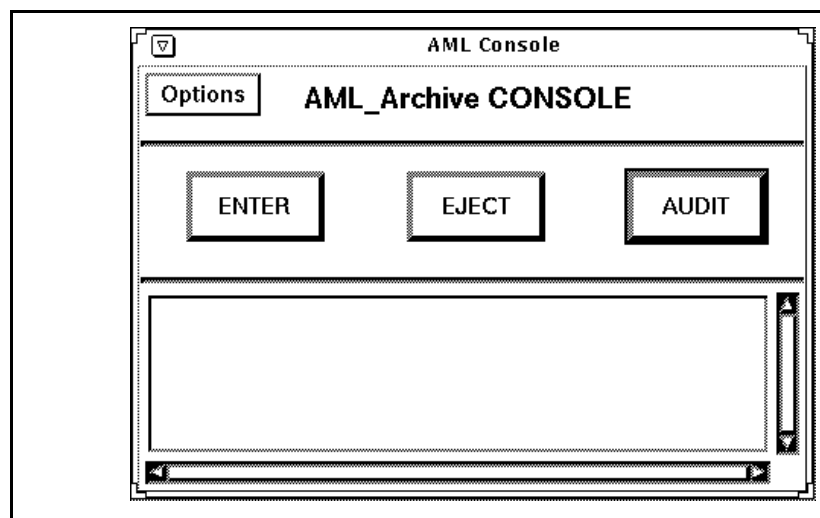 AML Console
Options
AML_Archive CONSOLE
ENTER
EJECT
AUDIT